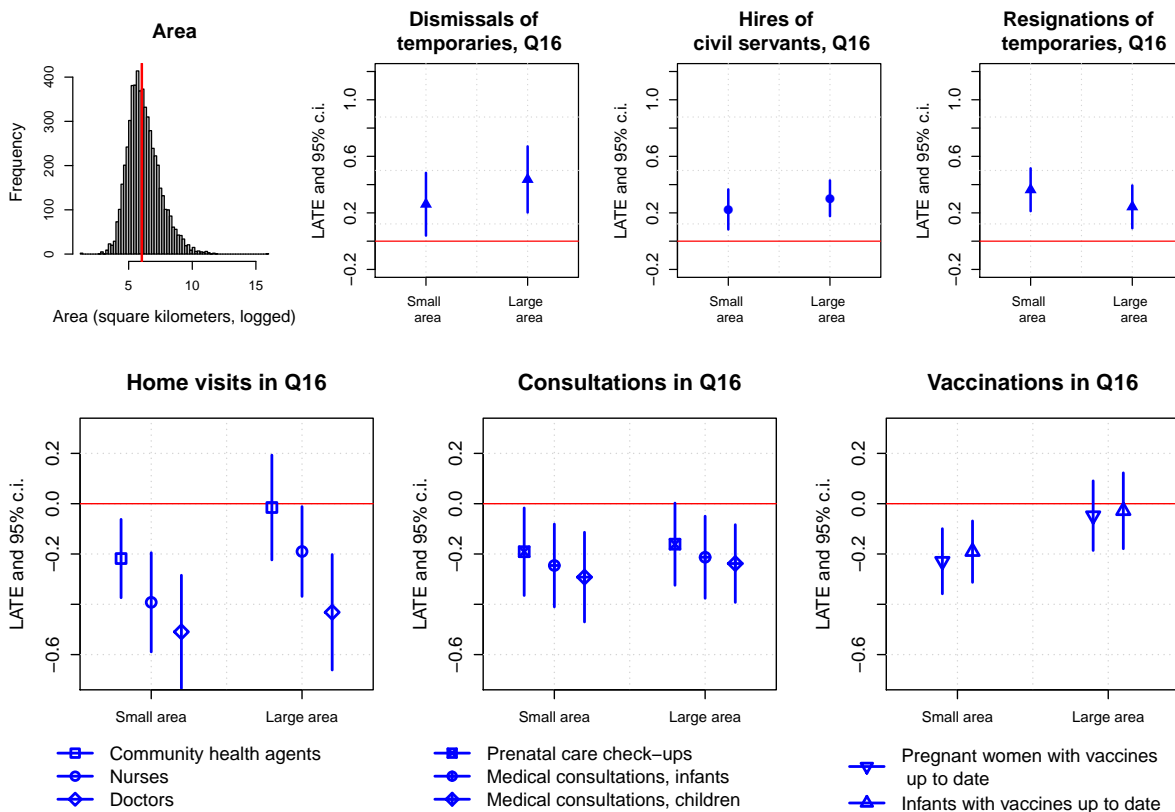 Area
Frequency
0
100
200
300
400
5
10
15
Area (square kilometers, logged)
Dismissals of
temporaries, Q16
LATE and 95% c.i.
−0.2
0.2
0.6
1.0
Small
area
Large
area
Hires of
civil servants, Q16
LATE and 95% c.i.
−0.2
0.2
0.6
1.0
Small
area
Large
area
Resignations of
temporaries, Q16
LATE and 95% c.i.
−0.2
0.2
0.6
1.0
Small
area
Large
area
Home visits in Q16
LATE and 95% c.i.
−0.6
−0.2
0.0
0.2
Small area
Large area
Community health agents
Nurses
Doctors
Consultations in Q16
LATE and 95% c.i.
−0.6
−0.2
0.0
0.2
Small area
Large area
Prenatal care check−ups
Medical consultations, infants
Medical consultations, children
Vaccinations in Q16
LATE and 95% c.i.
−0.6
−0.2
0.0
0.2
Small area
Large area
Pregnant women with vaccines
up to date
Infants with vaccines up to date